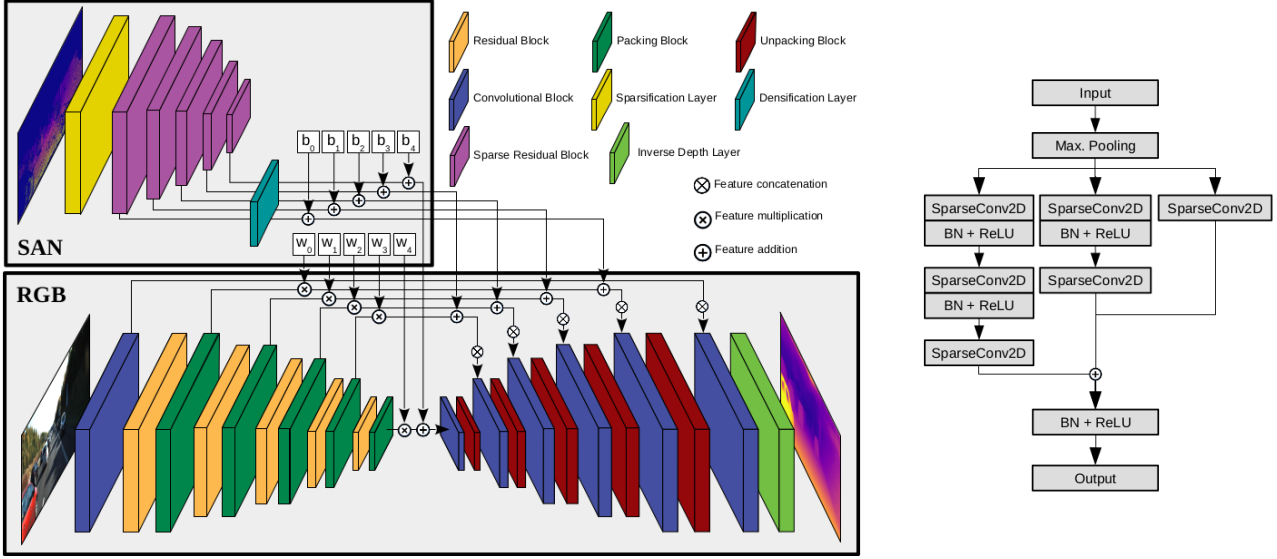 SAN
b0 b1 b2 b3 b4
w0 w1 w2 w3 w4
RGB
Residual Block
Packing Block
Unpacking Block
Convolutional Block
Sparsification Layer
Densification Layer
Sparse Residual Block
Inverse Depth Layer
Feature concatenation
Feature multiplication
Feature addition
Input
Max. Pooling
SparseConv2D SparseConv2D SparseConv2D
BN + ReLU BN + ReLU
SparseConv2D SparseConv2D
BN + ReLU
SparseConv2D
BN + ReLU
Output